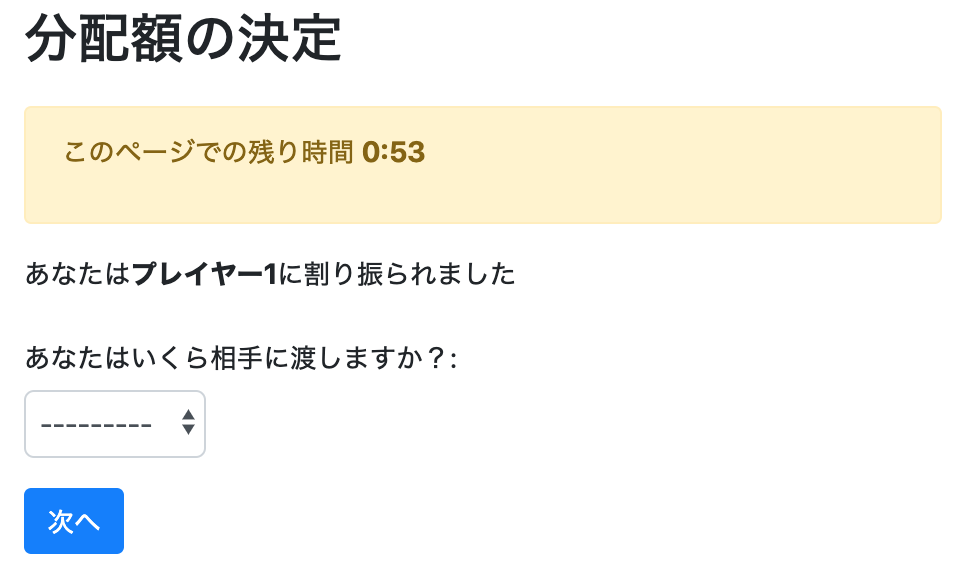 分配額の決定
このページでの残り時間 0:53
あなたはプレイヤー1に割り振られました
あなたはいくら相手に渡しますか？:
---------
次へ